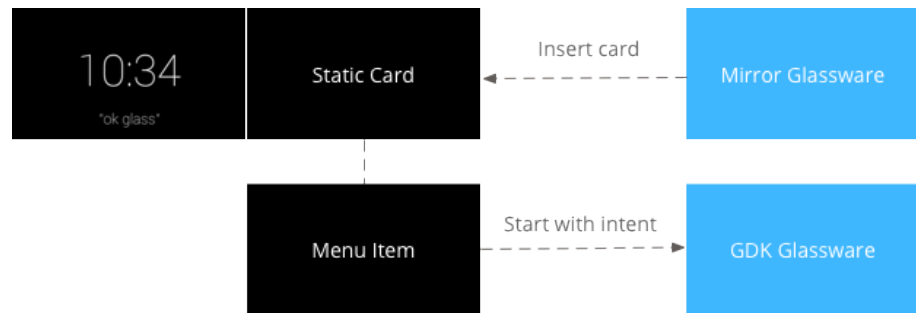 10:34
"ok glass"
Static Card
Insert card
Mirror Glassware
Menu Item
Start with intent
GDK Glassware